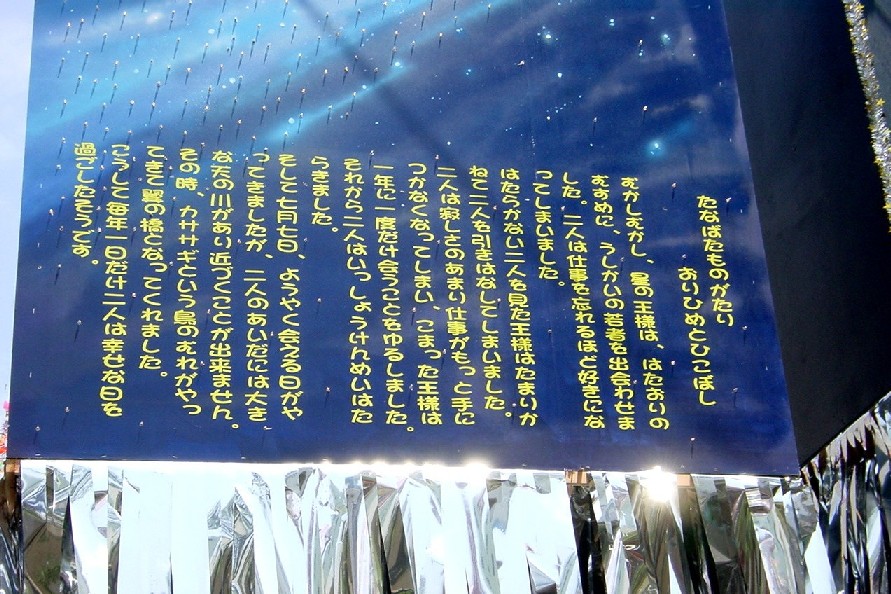 たなばたものがたり
おりひめとひこぼし
むかしむかし、星の王様は、はたおりの
むすめに、うしかいの若者を出会わせま
した。二人は仕事を忘れるほど好きにな
ってしまいました。
はたらかない二人を見た王様はたまりか
ねて二人を引きはなしてしまいました。
二人は寂しさのあまり仕事がもっと手に
つかなくなってしまい、こまった王様は
一年に一度だけ会うことをゆるしました。
それから二人はいっしょうけんめいはた
らきました。
そして七月七日、ようやく会える日がや
ってきましたが、二人のあいだには大き
な天の川があり近づくことが出来ません。
その時、カササギという鳥のむれがやっ
てきて翼の橋となってくれました。
こうして毎年一日だけ二人は幸せな日を
過ごしたそうです。